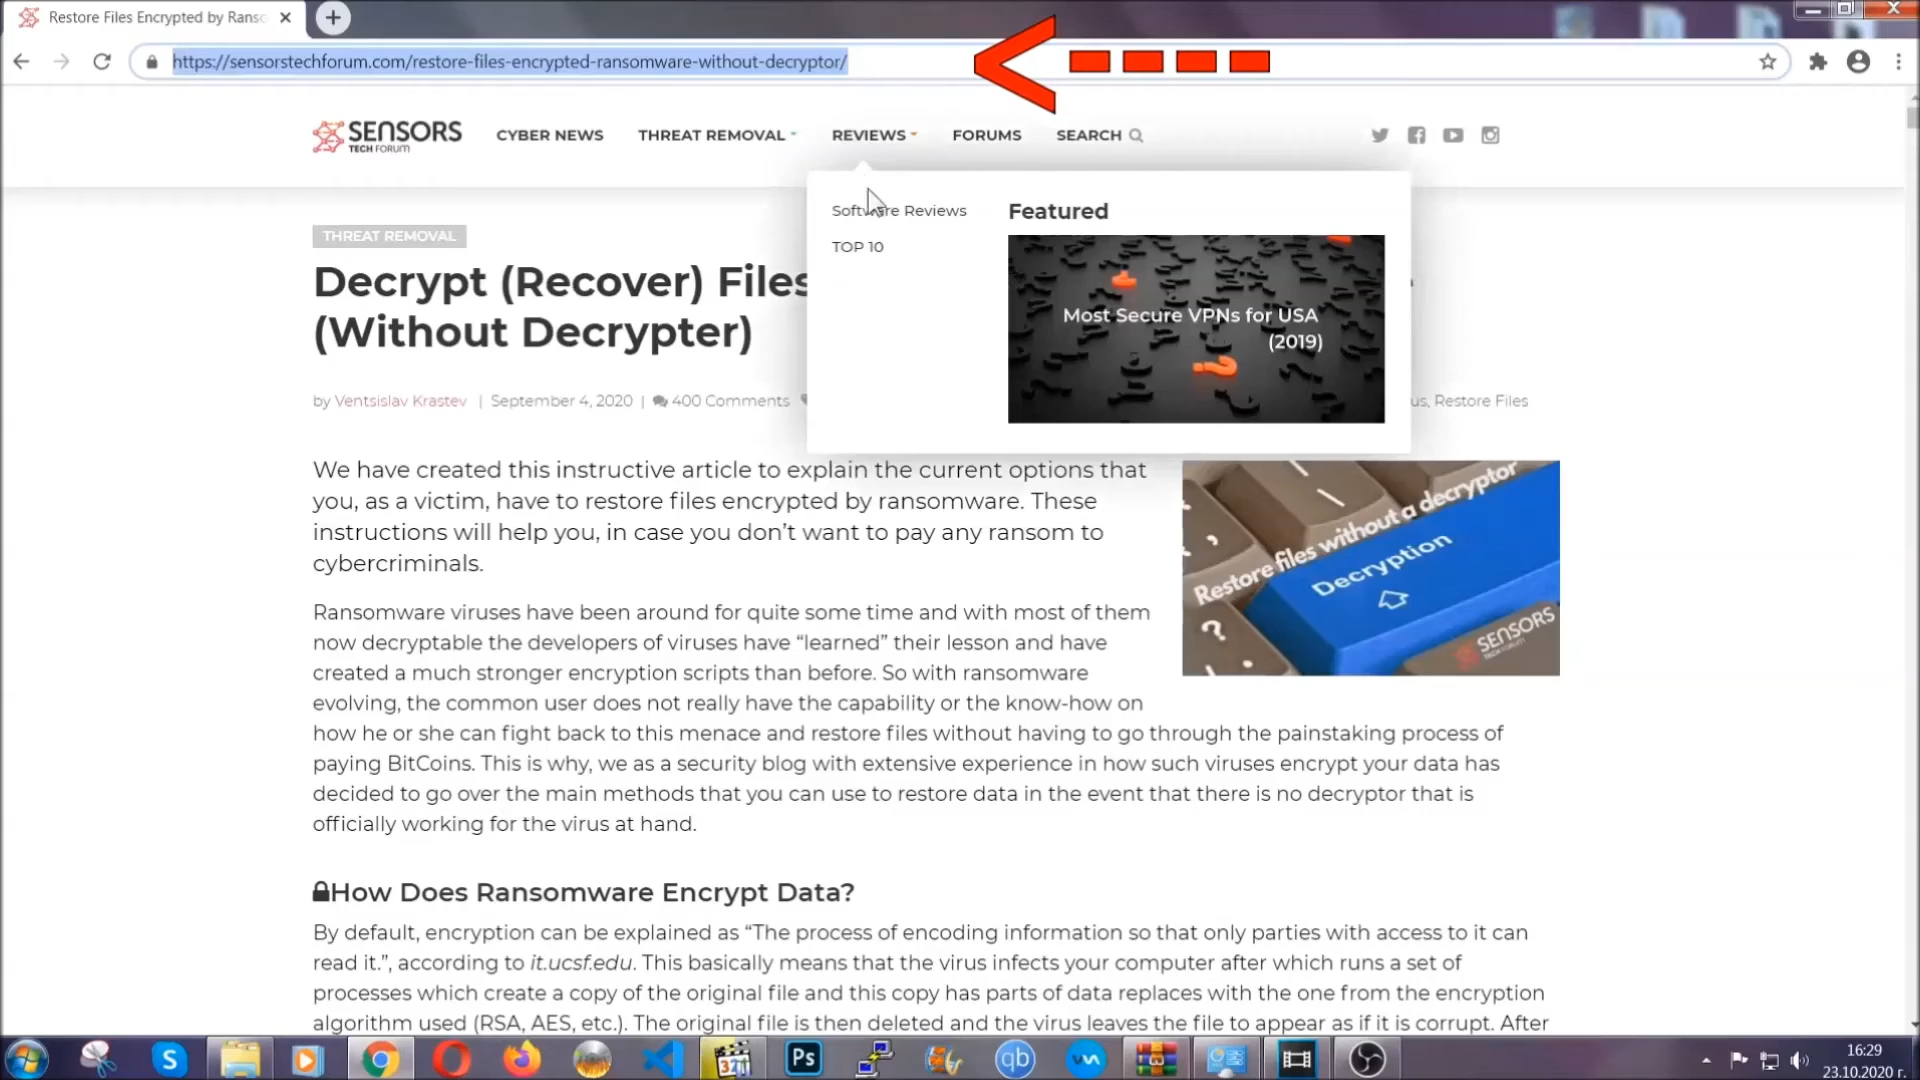 Restore Files Encrypted by Ranso
https://sensorstechforum.com/restore-files-encrypted-ransomware-without-decryptor/
SENSORS
TECH FORUM
CYBER NEWS
THREAT REMOVAL
REVIEWS
FORUMS
SEARCH
Software Reviews
TOP 10
Featured
Most Secure VPNs for USA
(2019)
THREAT REMOVAL
Decrypt (Recover) Files
(Without Decrypter)
by Ventsislav Krastev | September 4, 2020 | 400 Comments
us, Restore Files
We have created this instructive article to explain the current options that
you, as a victim, have to restore files encrypted by ransomware. These
instructions will help you, in case you don’t want to pay any ransom to
cybercriminals.
Restore files without a decryptor
Decryption
SENSORS
TECH FORUM
Ransomware viruses have been around for quite some time and with most of them
now decryptable the developers of viruses have “learned” their lesson and have
created a much stronger encryption scripts than before. So with ransomware
evolving, the common user does not really have the capability or the know-how on
how he or she can fight back to this menace and restore files without having to go through the painstaking process of
paying BitCoins. This is why, we as a security blog with extensive experience in how such viruses encrypt your data has
decided to go over the main methods that you can use to restore data in the event that there is no decryptor that is
officially working for the virus at hand.
How Does Ransomware Encrypt Data?
By default, encryption can be explained as “The process of encoding information so that only parties with access to it can
read it.”, according to it.ucsf.edu. This basically means that the virus infects your computer after which runs a set of
processes which create a copy of the original file and this copy has parts of data replaces with the one from the encryption
algorithm used (RSA, AES, etc.). The original file is then deleted and the virus leaves the file to appear as if it is corrupt. After
S
321
Ps
qb
16:29
23.10.2020 г.